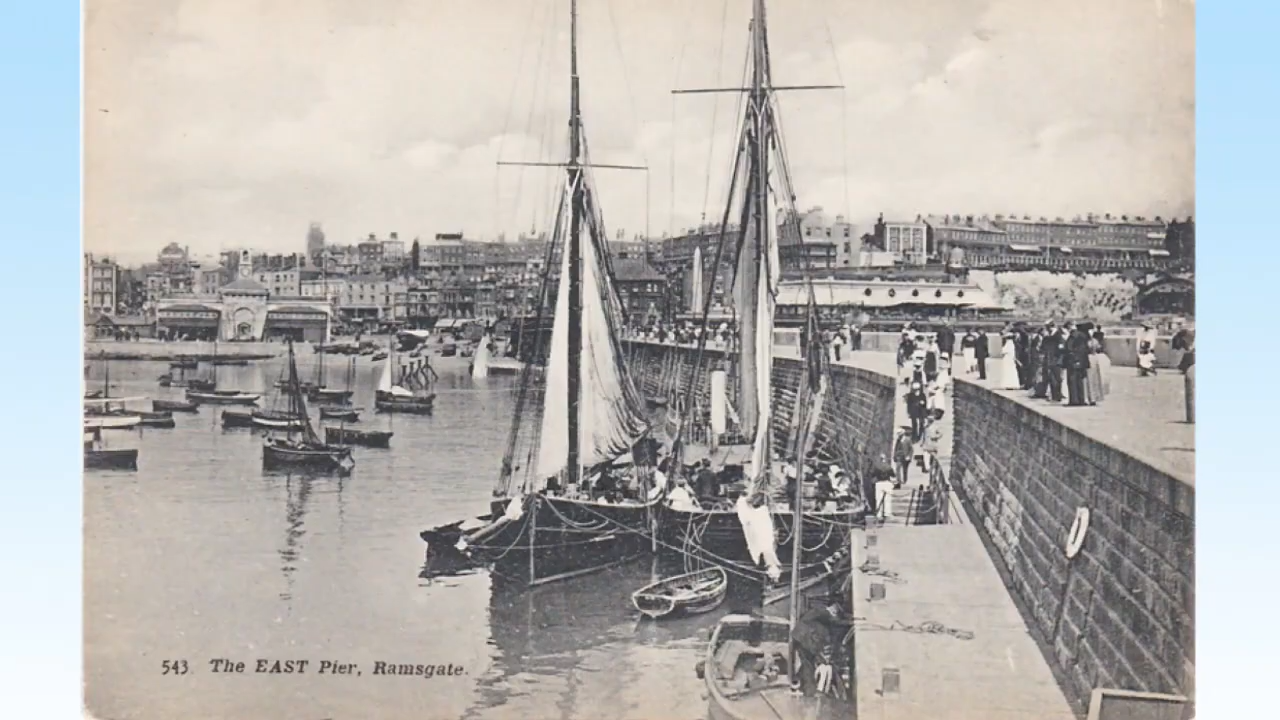 543. The EAST Pier, Ramsgate.